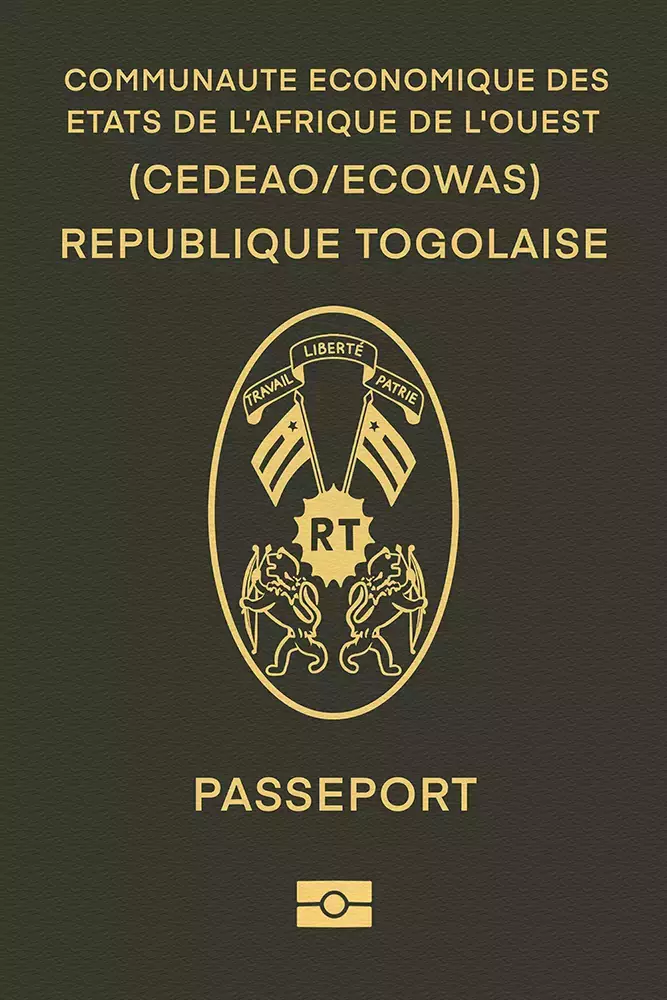 COMMUNAUTE ECONOMIQUE DES
ETATS DE L'AFRIQUE DE L'OUEST
(CEDEAO/ECOWAS)
REPUBLIQUE TOGOLAISE
LIBERTÉ
TRAVAIL PATRIE
RT
PASSEPORT